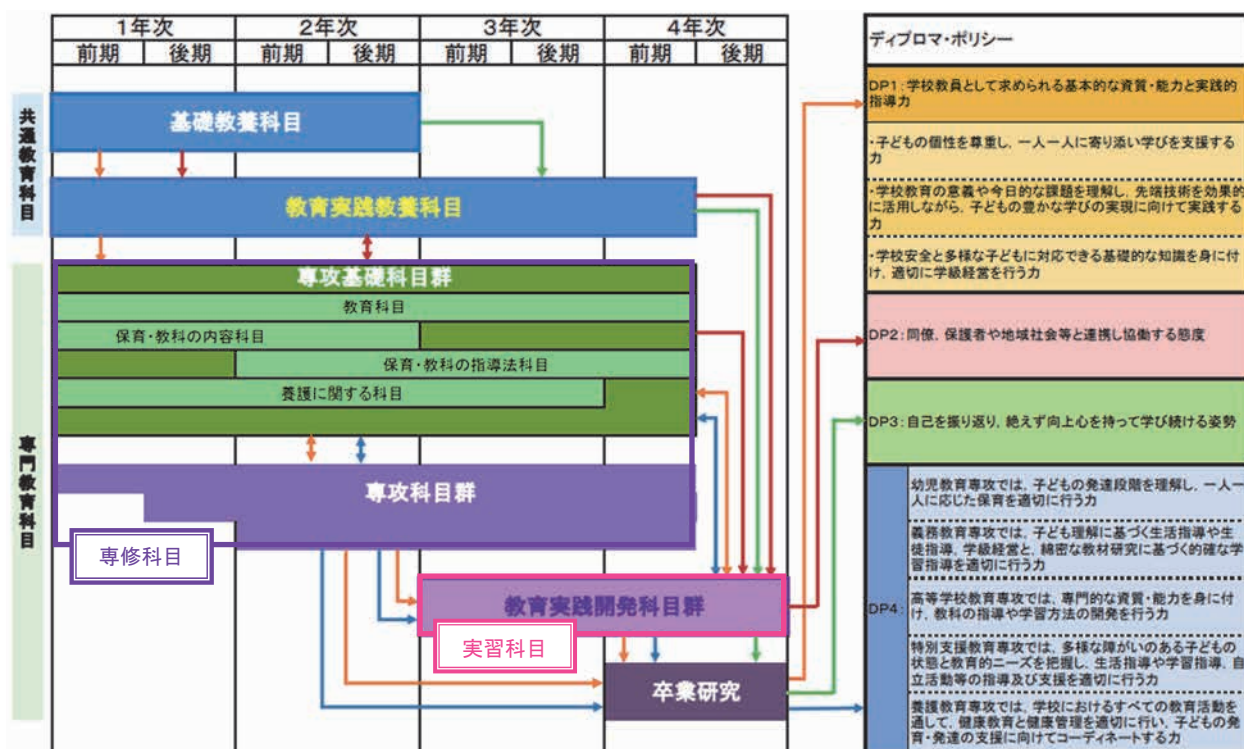 1年次 2年次 3年次 4年次
前期 後期 前期 後期 前期 後期 前期 後期
共通教育科目
基礎教養科目
教育実践教養科目
専門教育科目
専攻基礎科目群
教育科目
保育・教科の内容科目
保育・教科の指導法科目
養護に関する科目
専攻科目群
専修科目
教育実践開発科目群
実習科目
卒業研究
ディプロマ・ポリシー
DP1:学校教員として求められる基本的な資質・能力と実践的
指導力
・子どもの個性を尊重し、一人一人に寄り添い学びを支援する
力
・学校教育の意義や今日的な課題を理解し、先端技術を効果的
に活用しながら、子どもの豊かな学びの実現に向けて実践する
力
・学校安全と多様な子どもに対応できる基礎的な知識を身に付
け、適切に学級経営を行う力
DP2:同僚、保護者や地域社会等と連携し協働する態度
DP3:自己を振り返り、絶えず向上心を持って学び続ける姿勢
DP4:
幼児教育専攻では、子どもの発達段階を理解し、一人一
人に応じた保育を適切に行う力
義務教育専攻では、子ども理解に基づく生活指導や生
徒指導、学級経営と、綿密な教材研究に基づく的確な学
習指導を適切に行う力
高等学校教育専攻では、専門的な資質・能力を身に付
け、教科の指導や学習方法の開発を行う力
特別支援教育専攻では、多様な障がいのある子どもの
状態と教育的ニーズを把握し、生活指導や学習指導、自
立活動等の指導及び支援を適切に行う力
養護教育専攻では、学校におけるすべての教育活動を
通して、健康教育と健康管理を適切に行い、子どもの発
育・発達の支援に向けてコーディネートする力